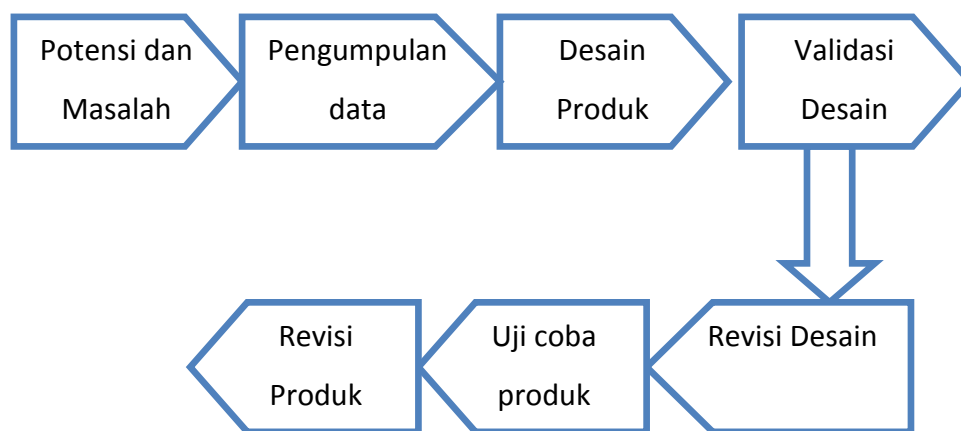 Potensi dan
Masalah
Pengumpulan
data
Desain
Produk
Validasi
Desain
Revisi Desain
Uji coba
produk
Revisi
Produk